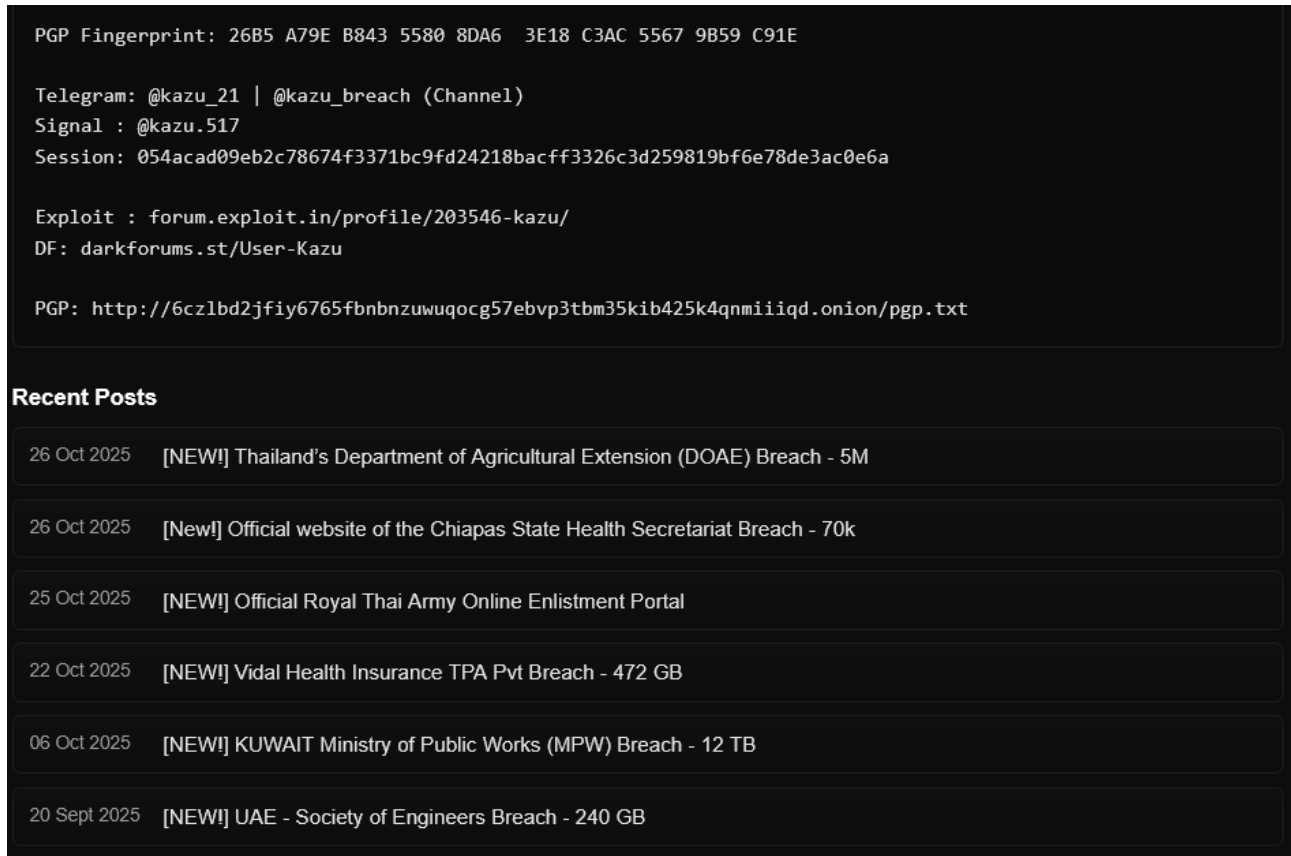 PGP Fingerprint: 26B5 A79E B843 5580 8DA6  3E18 C3AC 5567 9B59 C91E
Telegram: @kazu_21 | @kazu_breach (Channel)
Signal : @kazu.517
Session: 054acad09eb2c78674f3371bc9fd24218bacff3326c3d259819bf6e78de3ac0e6a
Exploit : forum.exploit.in/profile/203546-kazu/
DF: darkforums.st/User-Kazu
PGP: http://6czlbd2jfiy6765fbnbnzuwuqocg57ebvp3tbm35kib425k4qnmiiiqd.onion/pgp.txt
Recent Posts
26 Oct 2025 [NEW!] Thailand’s Department of Agricultural Extension (DOAE) Breach - 5M
26 Oct 2025 [New!] Official website of the Chiapas State Health Secretariat Breach - 70k
25 Oct 2025 [NEW!] Official Royal Thai Army Online Enlistment Portal
22 Oct 2025 [NEW!] Vidal Health Insurance TPA Pvt Breach - 472 GB
06 Oct 2025 [NEW!] KUWAIT Ministry of Public Works (MPW) Breach - 12 TB
20 Sept 2025 [NEW!] UAE - Society of Engineers Breach - 240 GB